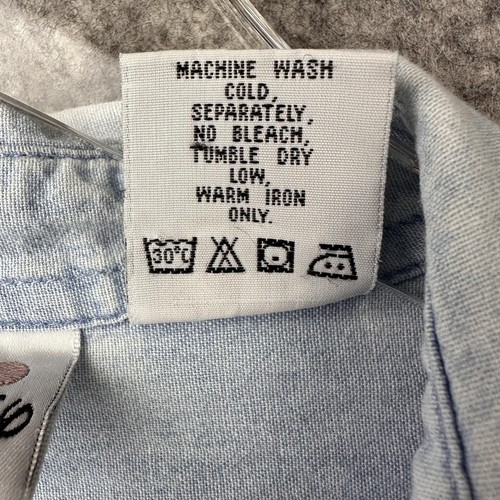 MACHINE WASH
COLD,
SEPARATELY,
NO BLEACH,
TUMBLE DRY
LOW,
WARM IRON
ONLY.
30°C